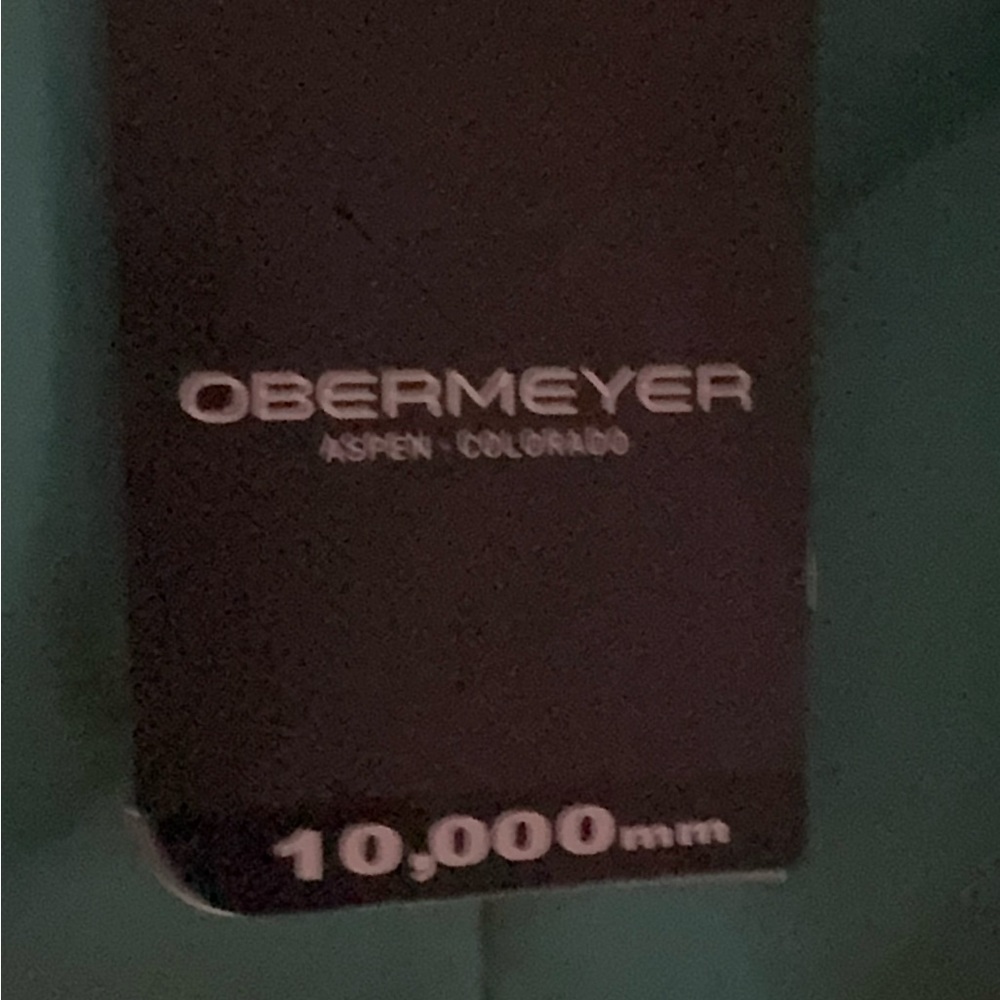 OBERMEYER
ASPEN · COLORADO
10,000mm